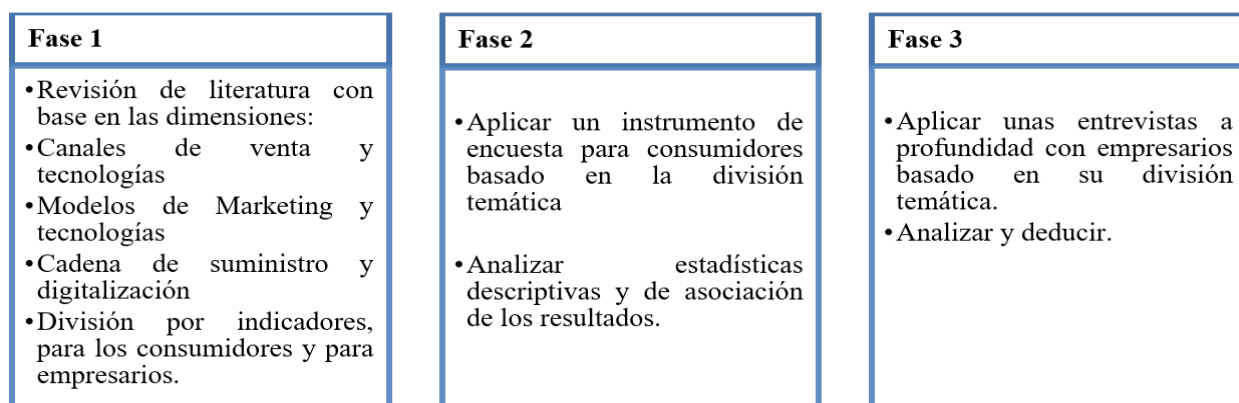 Fase 1
•Revisión de literatura con
base en las dimensiones:
•Canales de venta y
tecnologías
•Modelos de Marketing y
tecnologías
•Cadena de suministro y
digitalización
•División por indicadores,
para los consumidores y para
empresarios.
Fase 2
•Aplicar un instrumento de
encuesta para consumidores
basado en la división
temática
•Analizar estadísticas
descriptivas y de asociación
de los resultados.
Fase 3
•Aplicar unas entrevistas a
profundidad con empresarios
basado en su división
temática.
•Analizar y deducir.